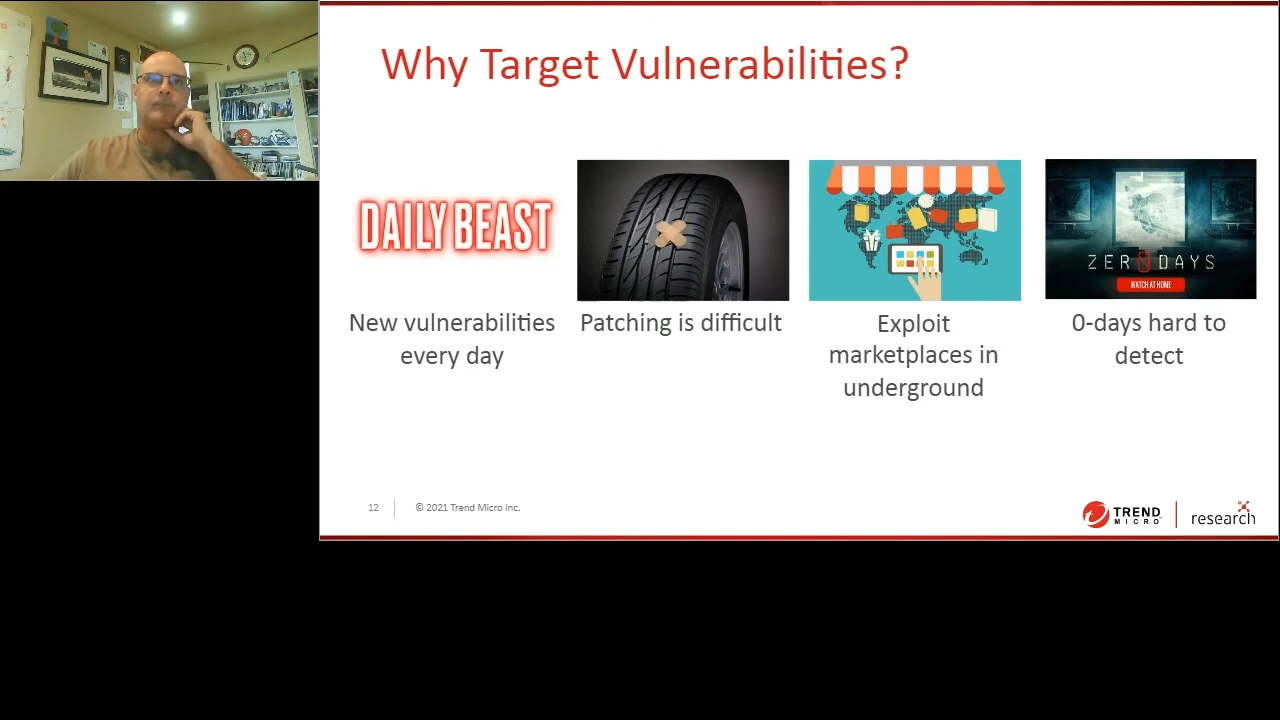 Why Target Vulnerabilities?
DAILY BEAST
ZERO DAYS
WATCH AT HOME
New vulnerabilities
every day
Patching is difficult
Exploit
marketplaces in
underground
0-days hard to
detect
12
© 2021 Trend Micro Inc.
TREND
MICRO
research